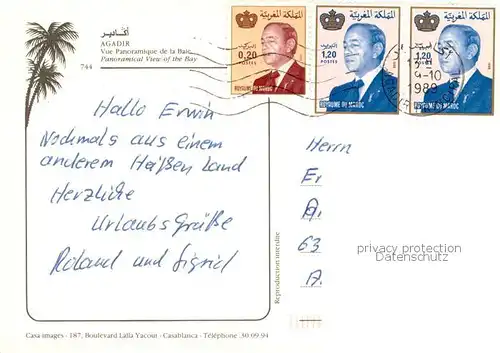 أكادير
AGADIR
Vue Panoramique de la Baie
744 Panoramical View of the Bay
المملكة المغربية
0,20
POSTES
ROYAUME DU MAROC
المملكة المغربية
1,20
POSTES
ROYAUME DU MAROC
المملكة المغربية
1,20
ROYAUME DU MAROC
-10
1989
Hallo Erwin
Nochmals aus einem
anderem Heißen Land
Herzliche
Urlaubs Grüße
Roland und Sigrid
Herrn
Er
A.
63
A.
privacy protection
Datenschutz
Reproduction interdite
Casa images - 187, Boulevard Lalla Yacout - Casablanca - Téléphone 30 09 94